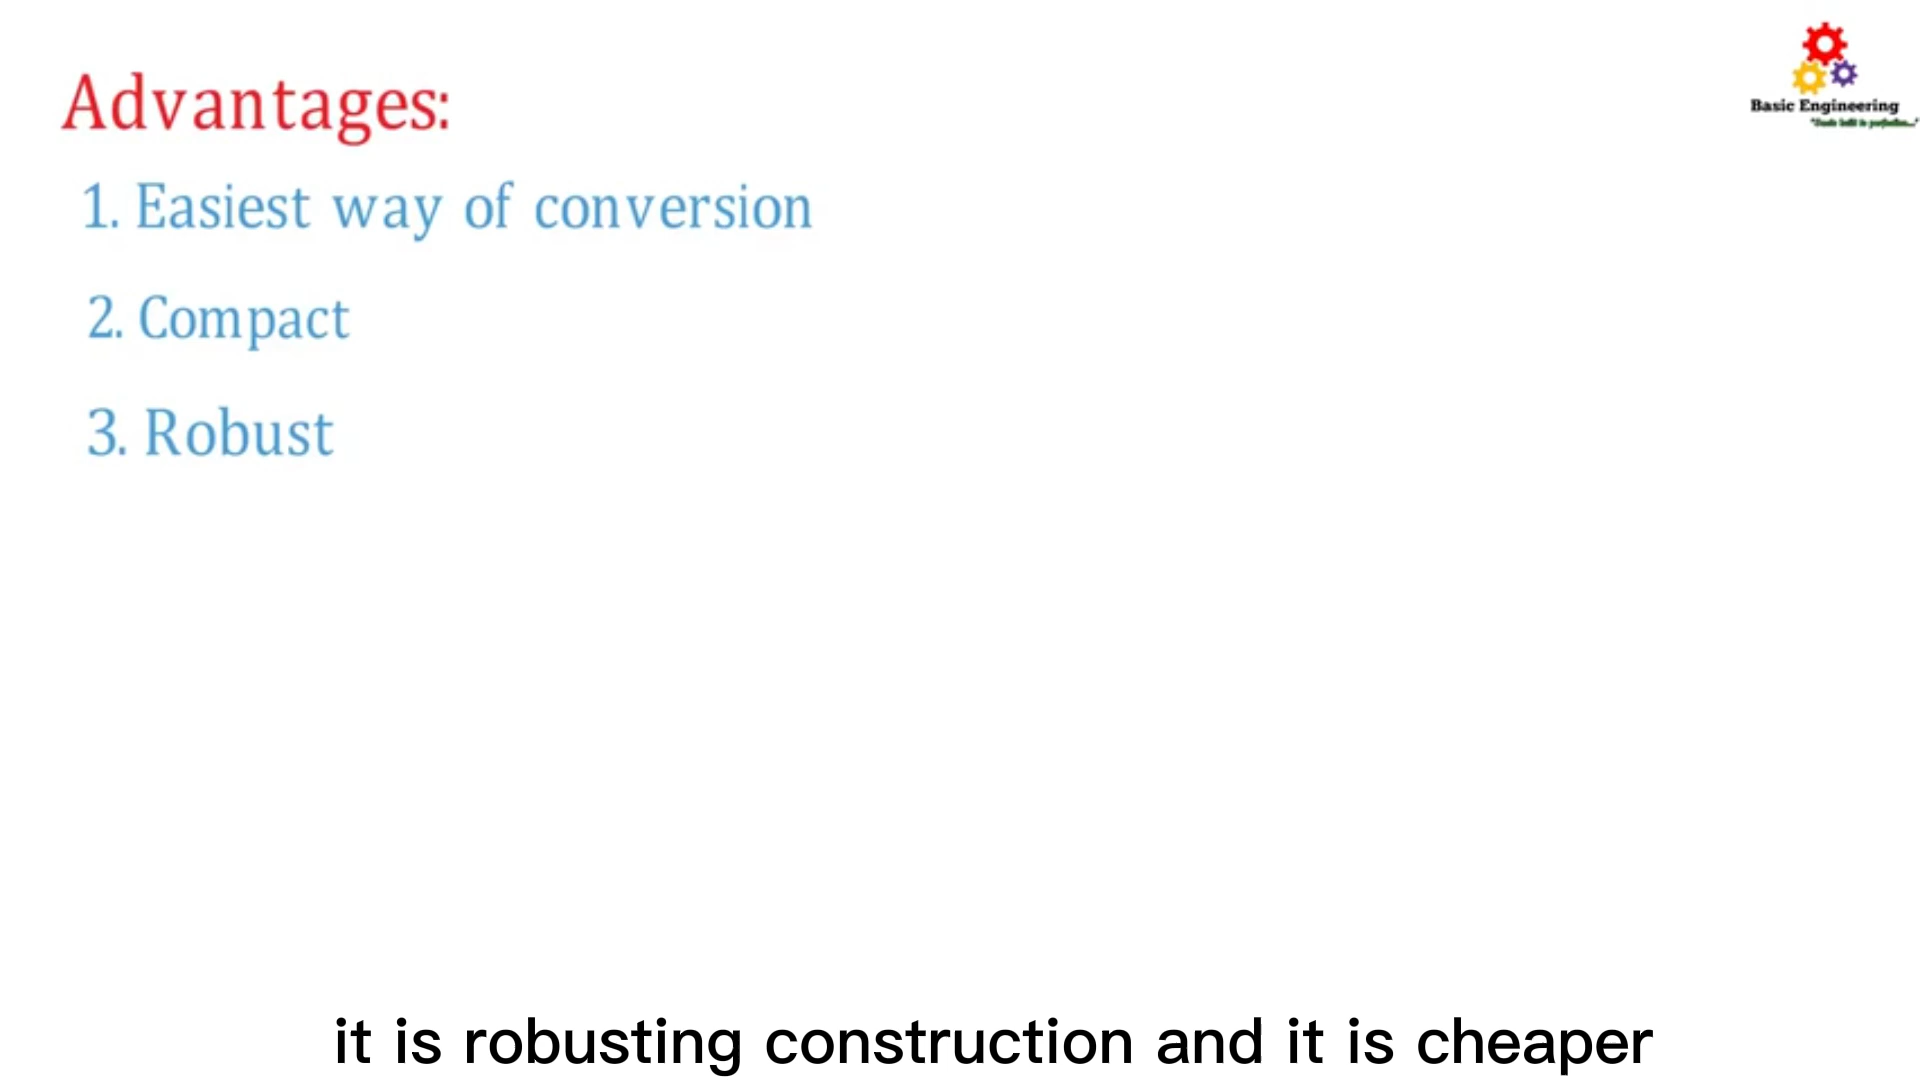 Advantages:
1. Easiest way of conversion
2. Compact
3. Robust
Basic Engineering
it is robusting construction and it is cheaper